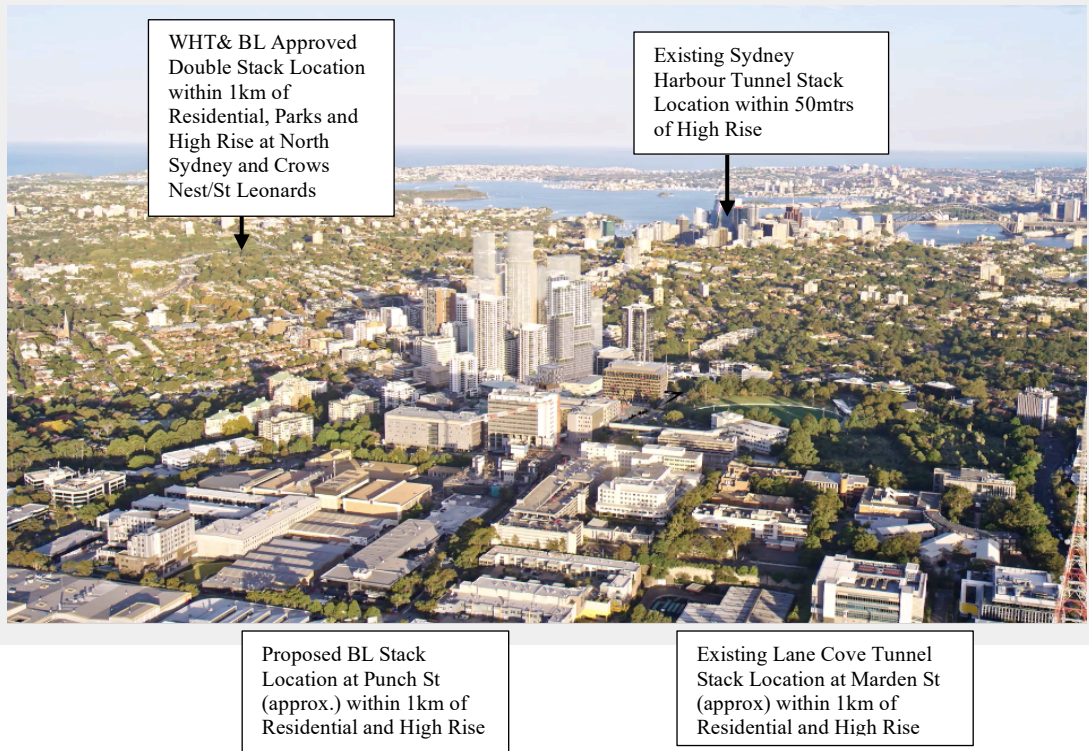 WHT& BL Approved
Double Stack Location
within 1km of
Residential, Parks and
High Rise at North
Sydney and Crows
Nest/St Leonards
Existing Sydney
Harbour Tunnel Stack
Location within 50mtrs
of High Rise
Proposed BL Stack
Location at Punch St
(approx.) within 1km of
Residential and High Rise
Existing Lane Cove Tunnel
Stack Location at Marden St
(approx) within 1km of
Residential and High Rise